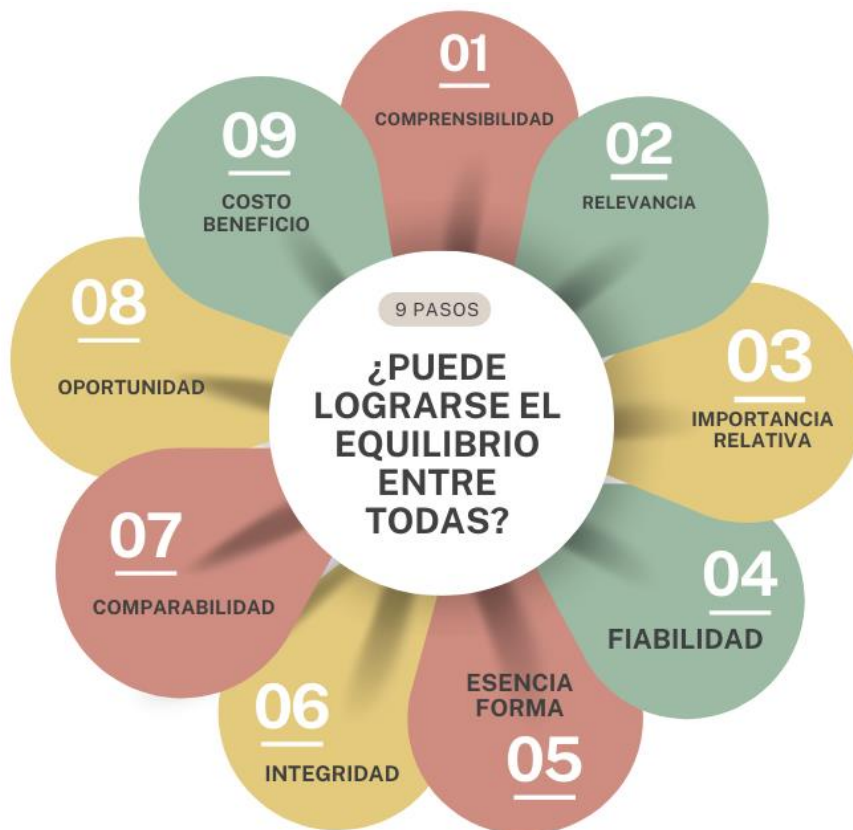 01
COMPRENSIBILIDAD
02
RELEVANCIA
03
IMPORTANCIA
RELATIVA
04
FIABILIDAD
ESENCIA
FORMA
05
06
INTEGRIDAD
07
COMPARABILIDAD
08
OPORTUNIDAD
09
COSTO
BENEFICIO
9 PASOS
¿PUEDE
LOGRARSE EL
EQUILIBRIO
ENTRE
TODAS?